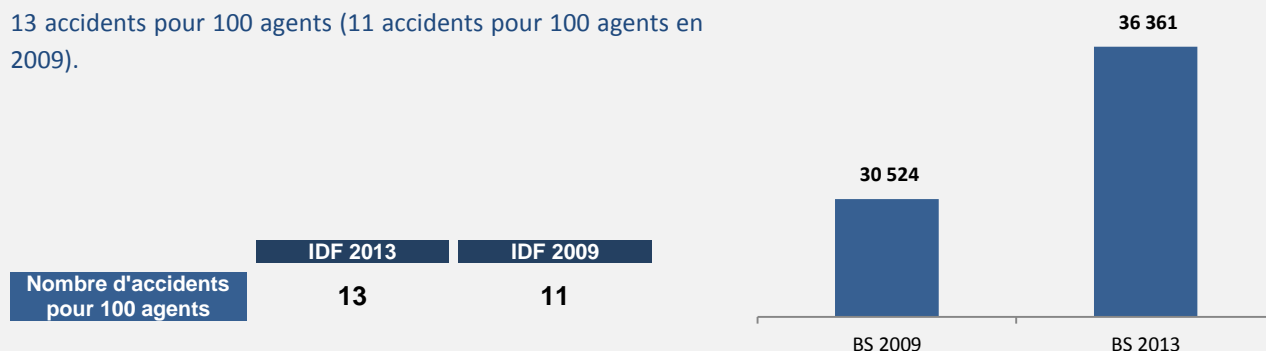 13 accidents pour 100 agents (11 accidents pour 100 agents en
2009).
IDF 2013 IDF 2009
Nombre d'accidents
pour 100 agents
13 11
36 361
30 524
BS 2009 BS 2013